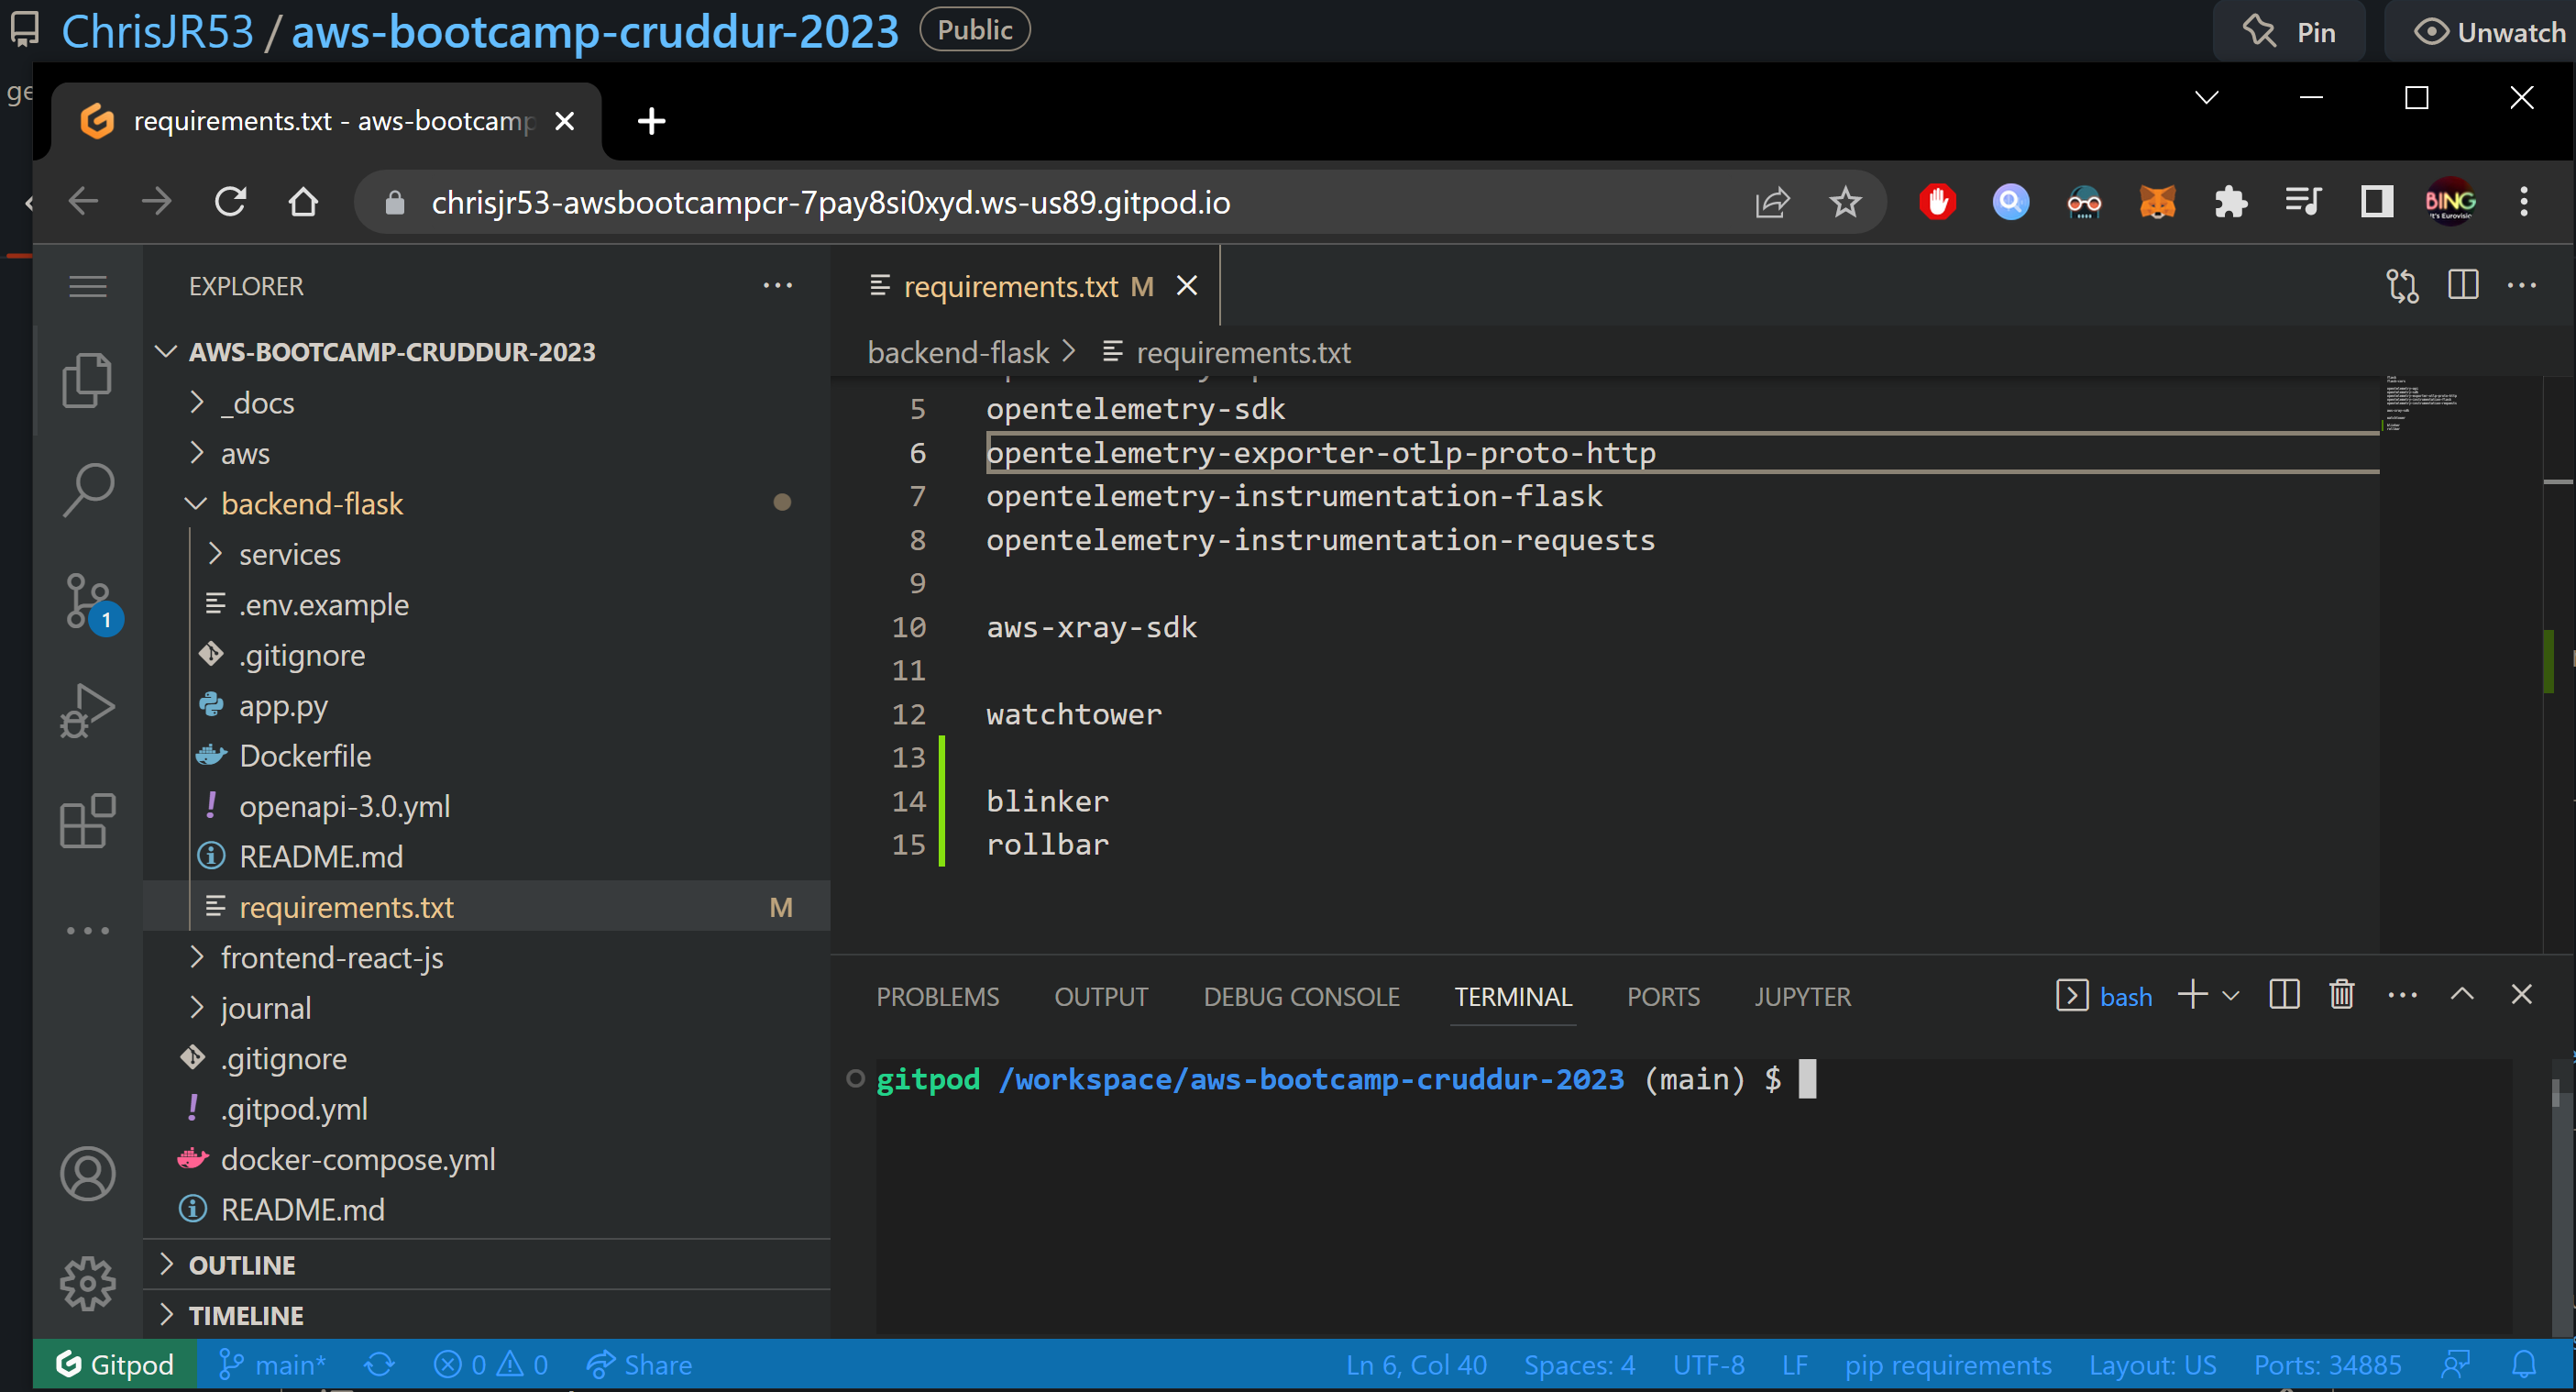 ChrisJR53 / aws-bootcamp-cruddur-2023 Public Pin Unwatch
ge
requirements.txt - aws-bootcamp
chrisjr53-awsbootcampcr-7pay8si0xyd.ws-us89.gitpod.io
BING
It's Eurovisi
EXPLORER
AWS-BOOTCAMP-CRUDDUR-2023
_docs
aws
backend-flask
services
.env.example
.gitignore
app.py
Dockerfile
openapi-3.0.yml
README.md
requirements.txt M
frontend-react-js
journal
.gitignore
.gitpod.yml
docker-compose.yml
README.md
OUTLINE
TIMELINE
1
requirements.txt M
backend-flask > requirements.txt
5 opentelemetry-sdk
6 opentelemetry-exporter-otlp-proto-http
7 opentelemetry-instrumentation-flask
8 opentelemetry-instrumentation-requests
9
10 aws-xray-sdk
11
12 watchtower
13
14 blinker
15 rollbar
PROBLEMS OUTPUT DEBUG CONSOLE TERMINAL PORTS JUPYTER bash
gitpod /workspace/aws-bootcamp-cruddur-2023 (main) $
Gitpod main* 0 0 Share Ln 6, Col 40 Spaces: 4 UTF-8 LF pip requirements Layout: US Ports: 34885